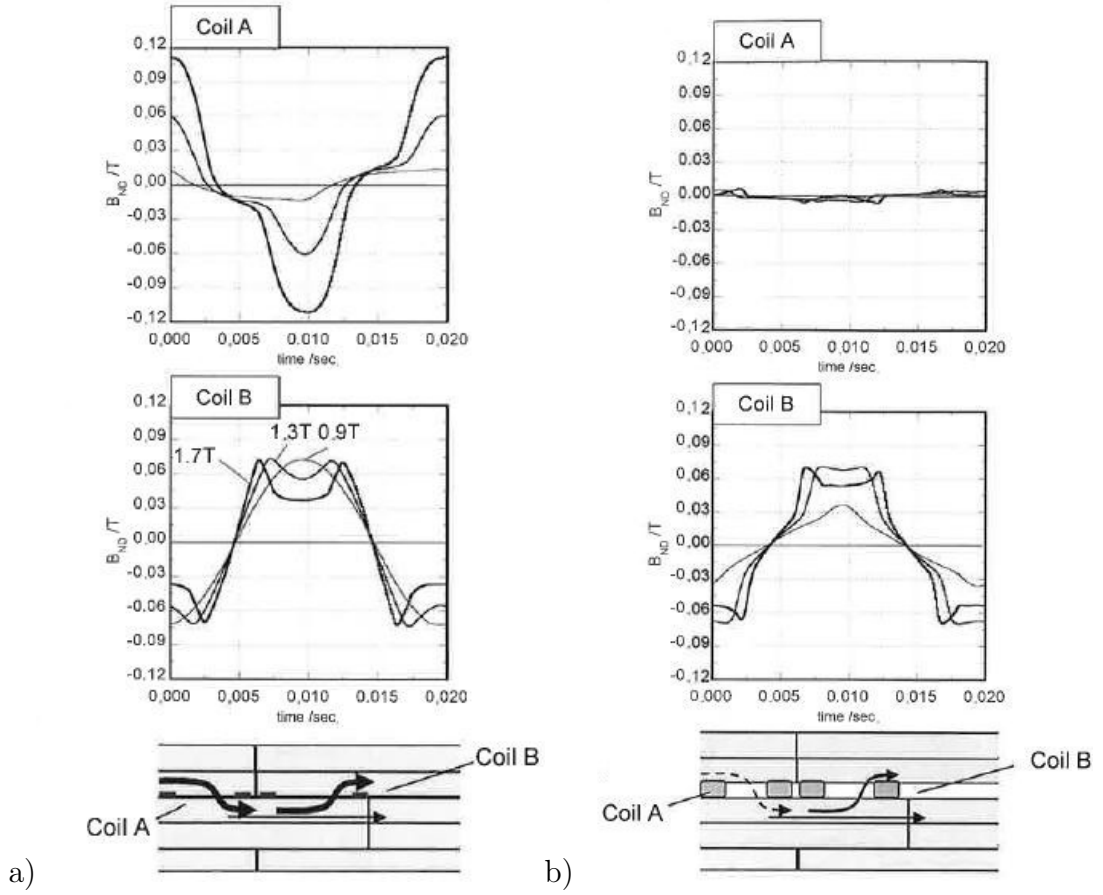 Coil A
0.12
0.09
0.06
0.03
0.00
-0.03
-0.06
-0.09
-0,12
B_ND /T
0,000 0,005 0,010 0,015 0,020
time /sec,
Coil B
0.12
0.09
0.06
0.03
0.00
-0.03
-0.06
-0.09
-0.12
B_ND /T
1.7T 1.3T 0.9T
0,000 0,005 0,010 0,015 0,020
time /sec,
Coil B
Coil A
a)
Coil A
0.12
0.09
0.06
0.03
0.00
-0.03
-0.06
-0.09
-0.12
B_ND /T
0,000 0,005 0,010 0,015 0,020
time /sec,
Coil B
0.12
0.09
0.06
0.03
0.00
-0.03
-0.06
-0.09
-0.12
B_ND /T
0,000 0,005 0,010 0,015 0,020
time /sec,
Coil B
Coil A
b)